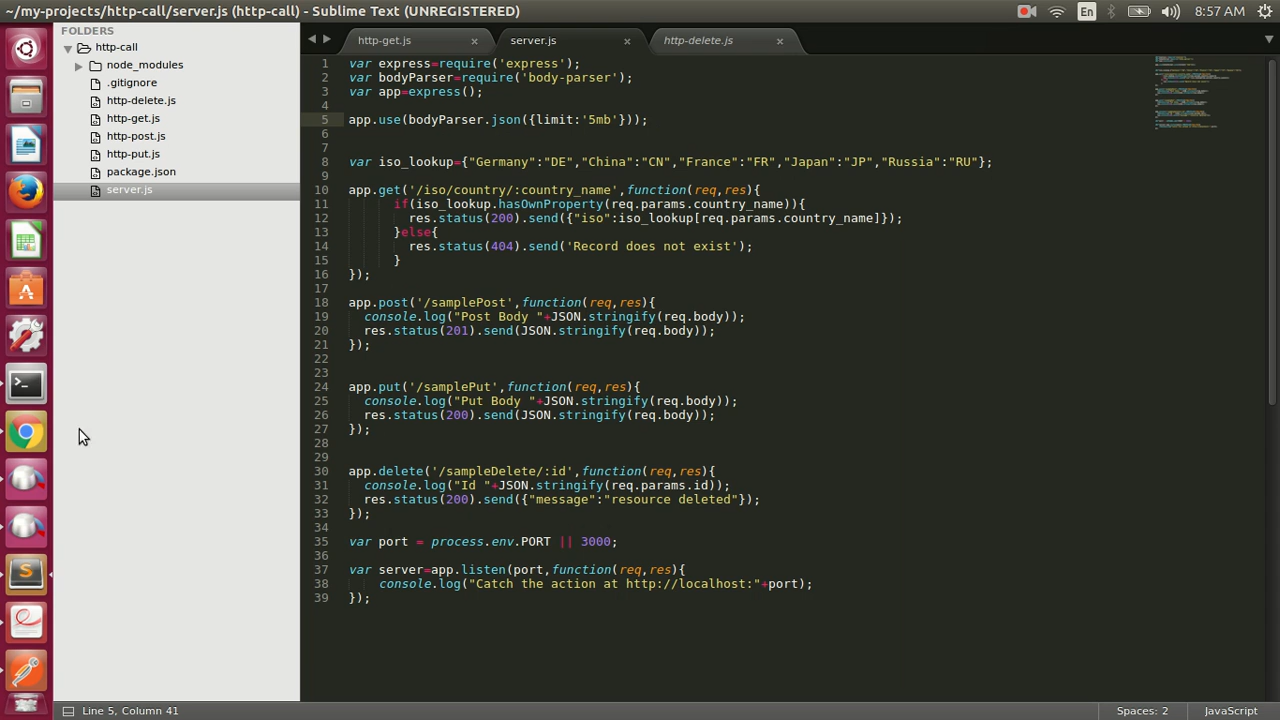 ~/my-projects/http-call/server.js (http-call) - Sublime Text (UNREGISTERED)
En
8:57 AM
FOLDERS
http-call
node_modules
.gitignore
http-delete.js
http-get.js
http-post.js
http-put.js
package.json
server.js
http-get.js × server.js × http-delete.js ×
1 var express=require('express');
2 var bodyParser=require('body-parser');
3 var app=express();
4
5 app.use(bodyParser.json({limit:'5mb'}));
6
7
8 var iso_lookup={"Germany":"DE","China":"CN","France":"FR","Japan":"JP","Russia":"RU"};
9
10 app.get('/iso/country/:country_name',function(req,res){
11 if(iso_lookup.hasOwnProperty(req.params.country_name)){
12 res.status(200).send({"iso":iso_lookup[req.params.country_name]});
13 }else{
14 res.status(404).send('Record does not exist');
15 }
16 });
17
18 app.post('/samplePost',function(req,res){
19 console.log("Post Body "+JSON.stringify(req.body));
20 res.status(201).send(JSON.stringify(req.body));
21 });
22
23
24 app.put('/samplePut',function(req,res){
25 console.log("Put Body "+JSON.stringify(req.body));
26 res.status(200).send(JSON.stringify(req.body));
27 });
28
29
30 app.delete('/sampleDelete/:id',function(req,res){
31 console.log("Id "+JSON.stringify(req.params.id));
32 res.status(200).send({"message":"resource deleted"});
33 });
34
35 var port = process.env.PORT || 3000;
36
37 var server=app.listen(port,function(req,res){
38 console.log("Catch the action at http://localhost:"+port);
39 });
Line 5, Column 41
Spaces: 2
JavaScript